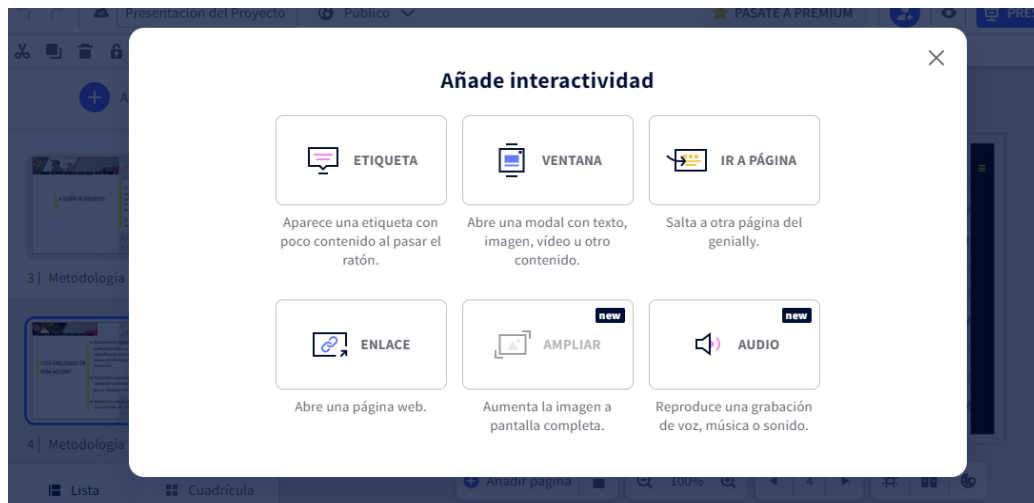 Presentación del Proyecto
Público
PÁSATE A PREMIUM
Añade interactividad
ETIQUETA
Aparece una etiqueta con
poco contenido al pasar el
ratón.
VENTANA
Abre una modal con texto,
imagen, vídeo u otro
contenido.
IR A PÁGINA
Salta a otra página del
genially.
ENLACE
Abre una página web.
new
AMPLIAR
Aumenta la imagen a
pantalla completa.
new
AUDIO
Reproduce una grabación
de voz, música o sonido.
3 | Metodología
4 | Metodología
Lista
Cuadrícula
Añadir página
100%
4